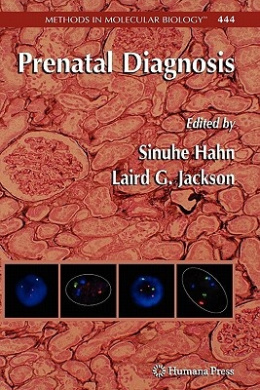 METHODS IN MOLECULAR BIOLOGY™ 444
Prenatal Diagnosis
Edited by
Sinuhe Hahn
Laird G. Jackson
Humana Press